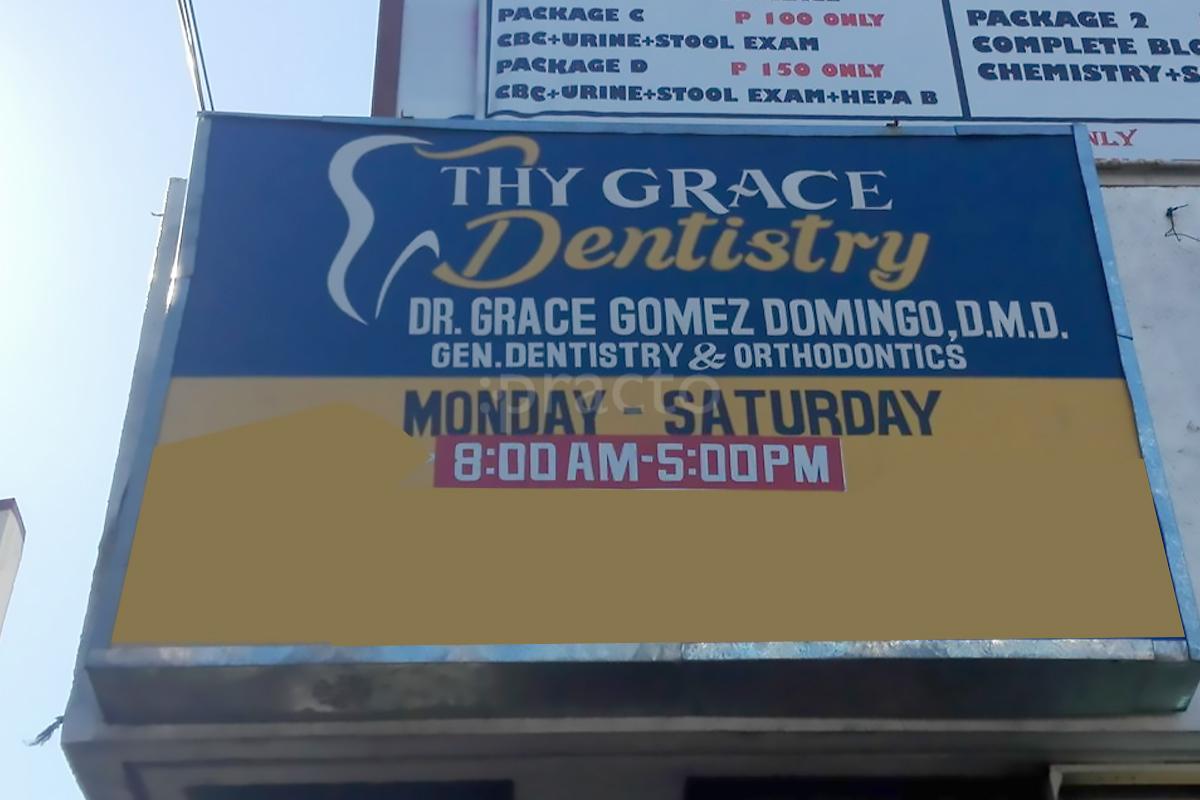 PACKAGE C P 100 ONLY
CBC+URINE+STOOL EXAM
PACKAGE D P 150 ONLY
CBC+URINE+STOOL EXAM+HEPA B
PACKAGE 2
COMPLETE BLO
CHEMISTRY+S
NLY
THY GRACE
Dentistry
DR. GRACE GOMEZ DOMINGO, D.M.D.
GEN. DENTISTRY & ORTHODONTICS
MONDAY - SATURDAY
practo
8:00 AM-5:00PM